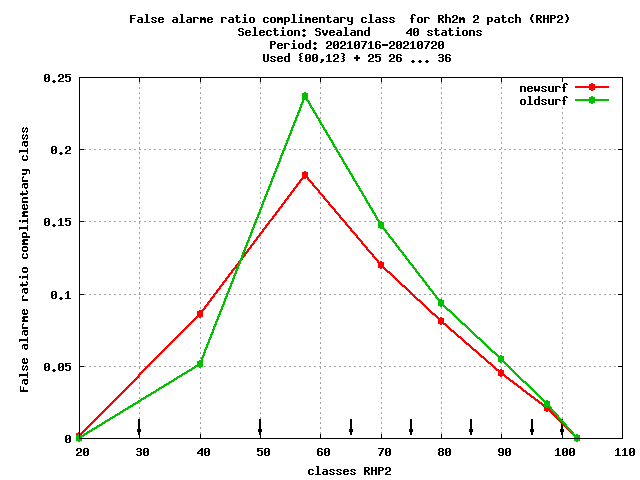 False alarme ratio complimentary class  for Rh2m 2 patch (RHP2)
Selection: Svealand     40 stations
Period: 20210716-20210720
Used {00,12} + 25 26 ... 36
newsurf
oldsurf
False alarme ratio complimentary class
0.25
0.2
0.15
0.1
0.05
0
20 30 40 50 60 70 80 90 100 110
classes RHP2